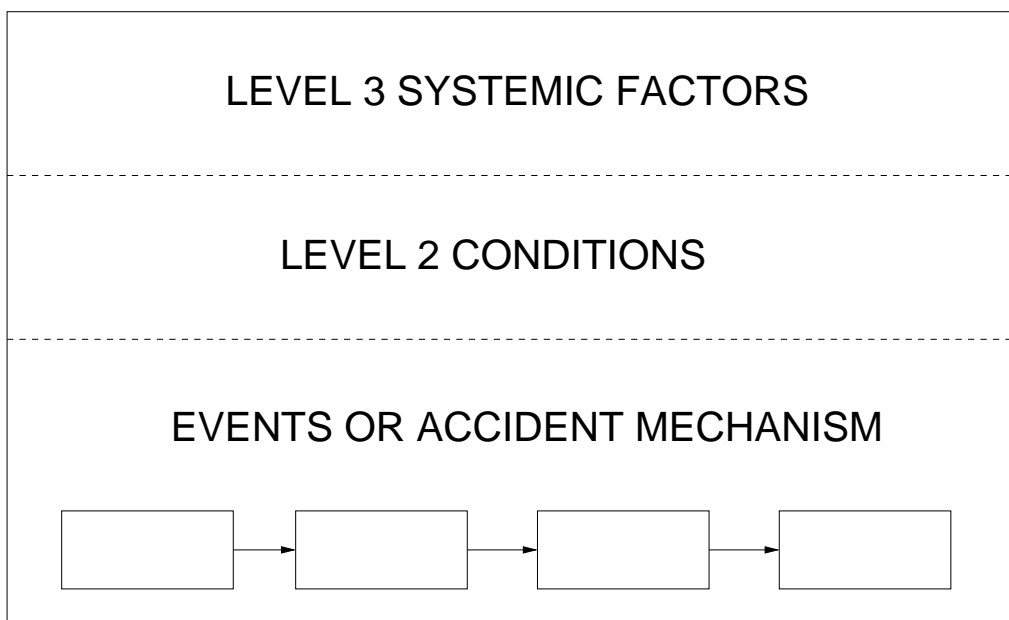 LEVEL 3 SYSTEMIC FACTORS
LEVEL 2 CONDITIONS
EVENTS OR ACCIDENT MECHANISM